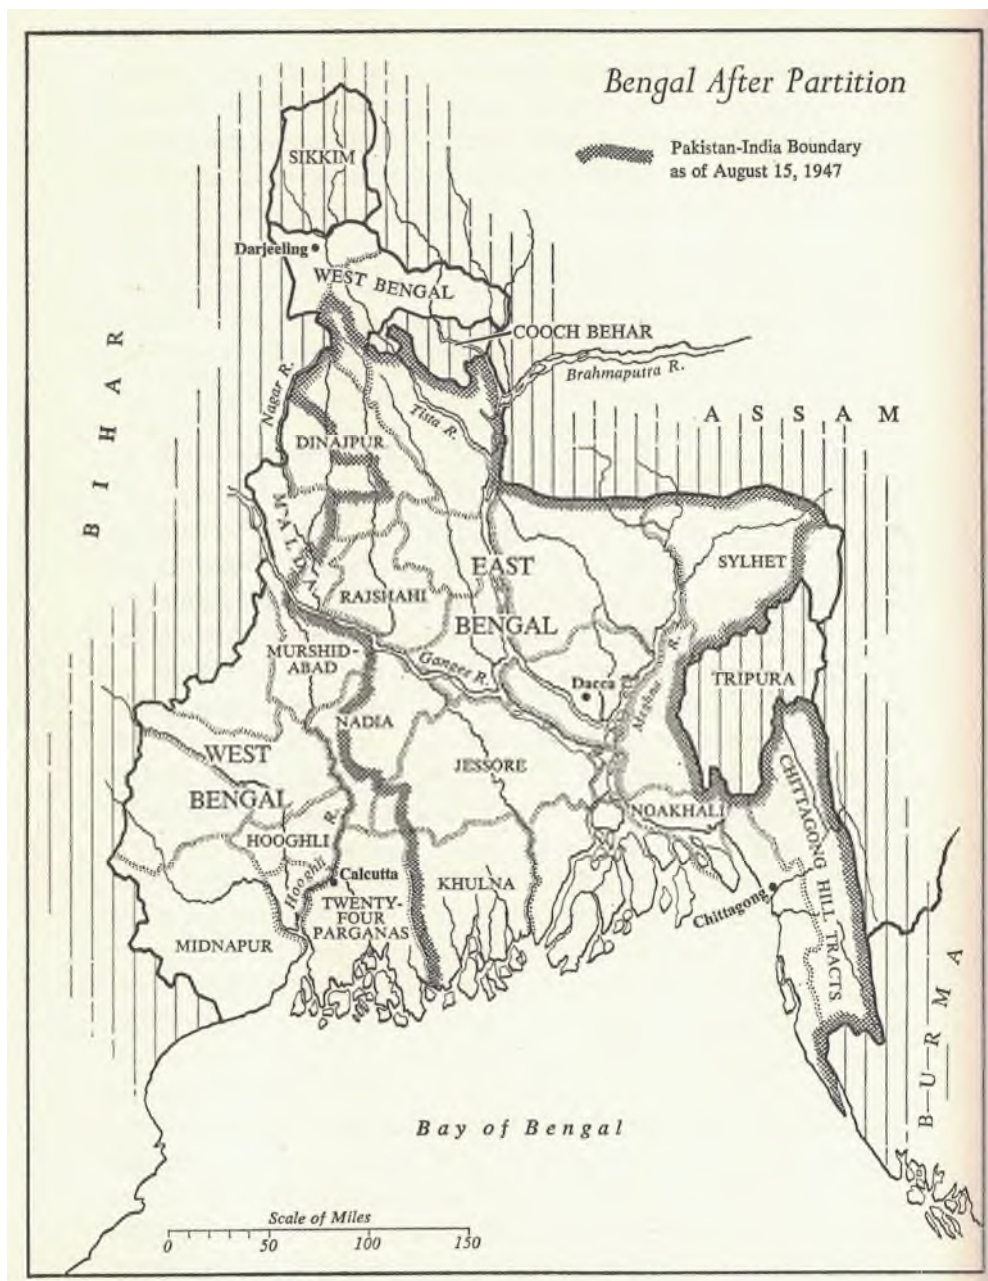 Bengal After Partition
Pakistan-India Boundary
as of August 15, 1947
SIKKIM
Darjeeling
WEST BENGAL
COOCH BEHAR
Brahmaputra R.
BIHAR
Nagar R.
Tista R.
ASSAM
DINAJPUR
MALDA
EAST
BENGAL
SYLHET
RAJSHAHI
MURSHID-
ABAD
Ganges R.
Dacca
Meghna R.
TRIPURA
NADIA
WEST
BENGAL
JESSORE
CHITTAGONG HILL TRACTS
NOAKHALI
HOOGHLI
Hooghli R.
Calcutta
KHULNA
Chittagong
TWENTY-
FOUR
PARGANAS
MIDNAPUR
BURMA
Bay of Bengal
Scale of Miles
0 50 100 150